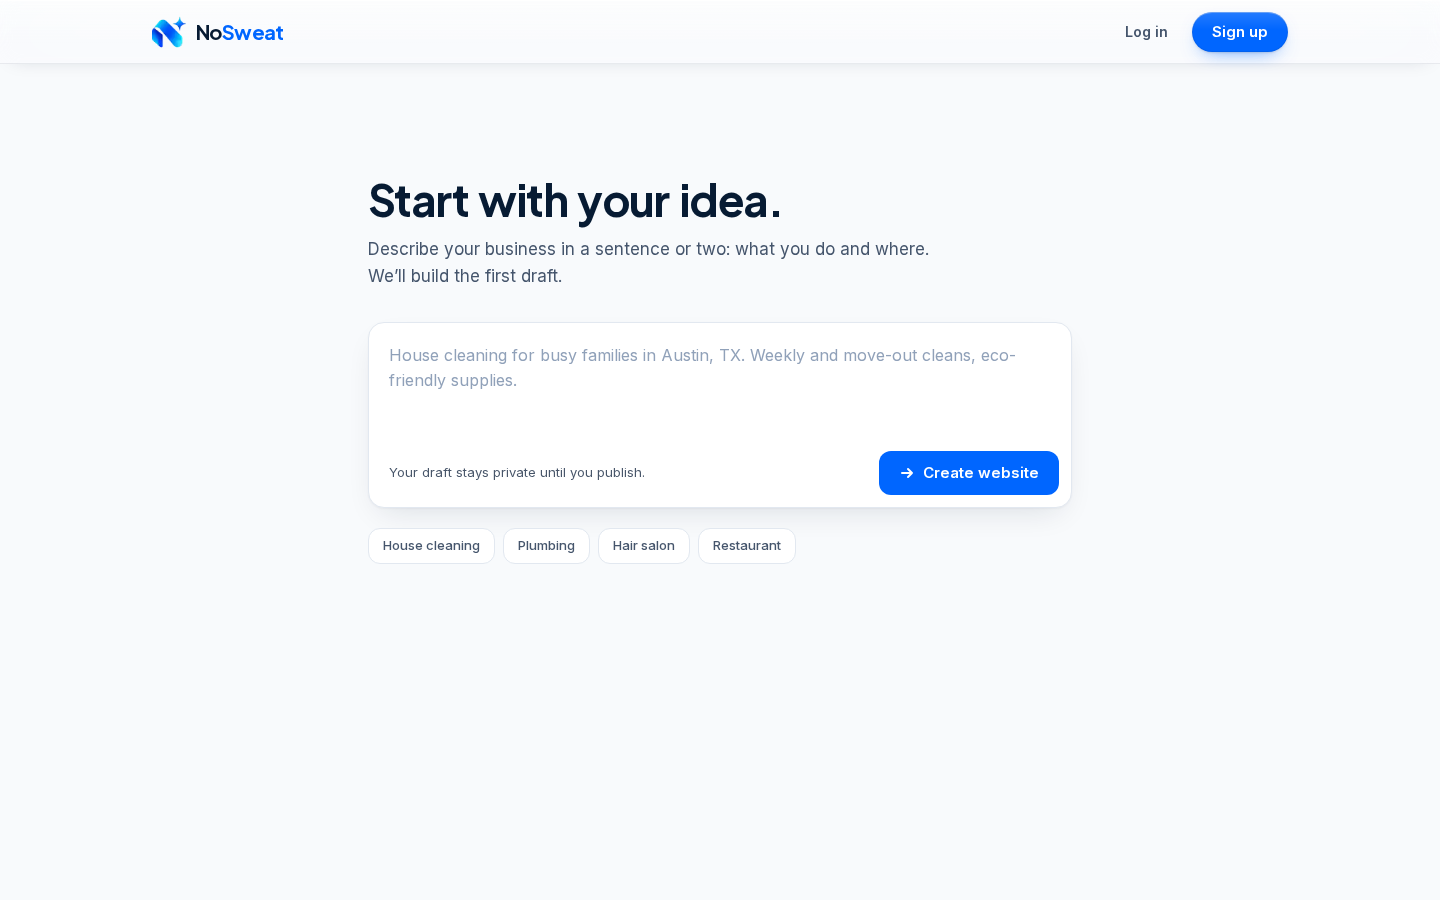 NoSweat
Log in
Sign up
Start with your idea.
Describe your business in a sentence or two: what you do and where.
We’ll build the first draft.
House cleaning for busy families in Austin, TX. Weekly and move-out cleans, eco-
friendly supplies.
Your draft stays private until you publish.
Create website
House cleaning
Plumbing
Hair salon
Restaurant